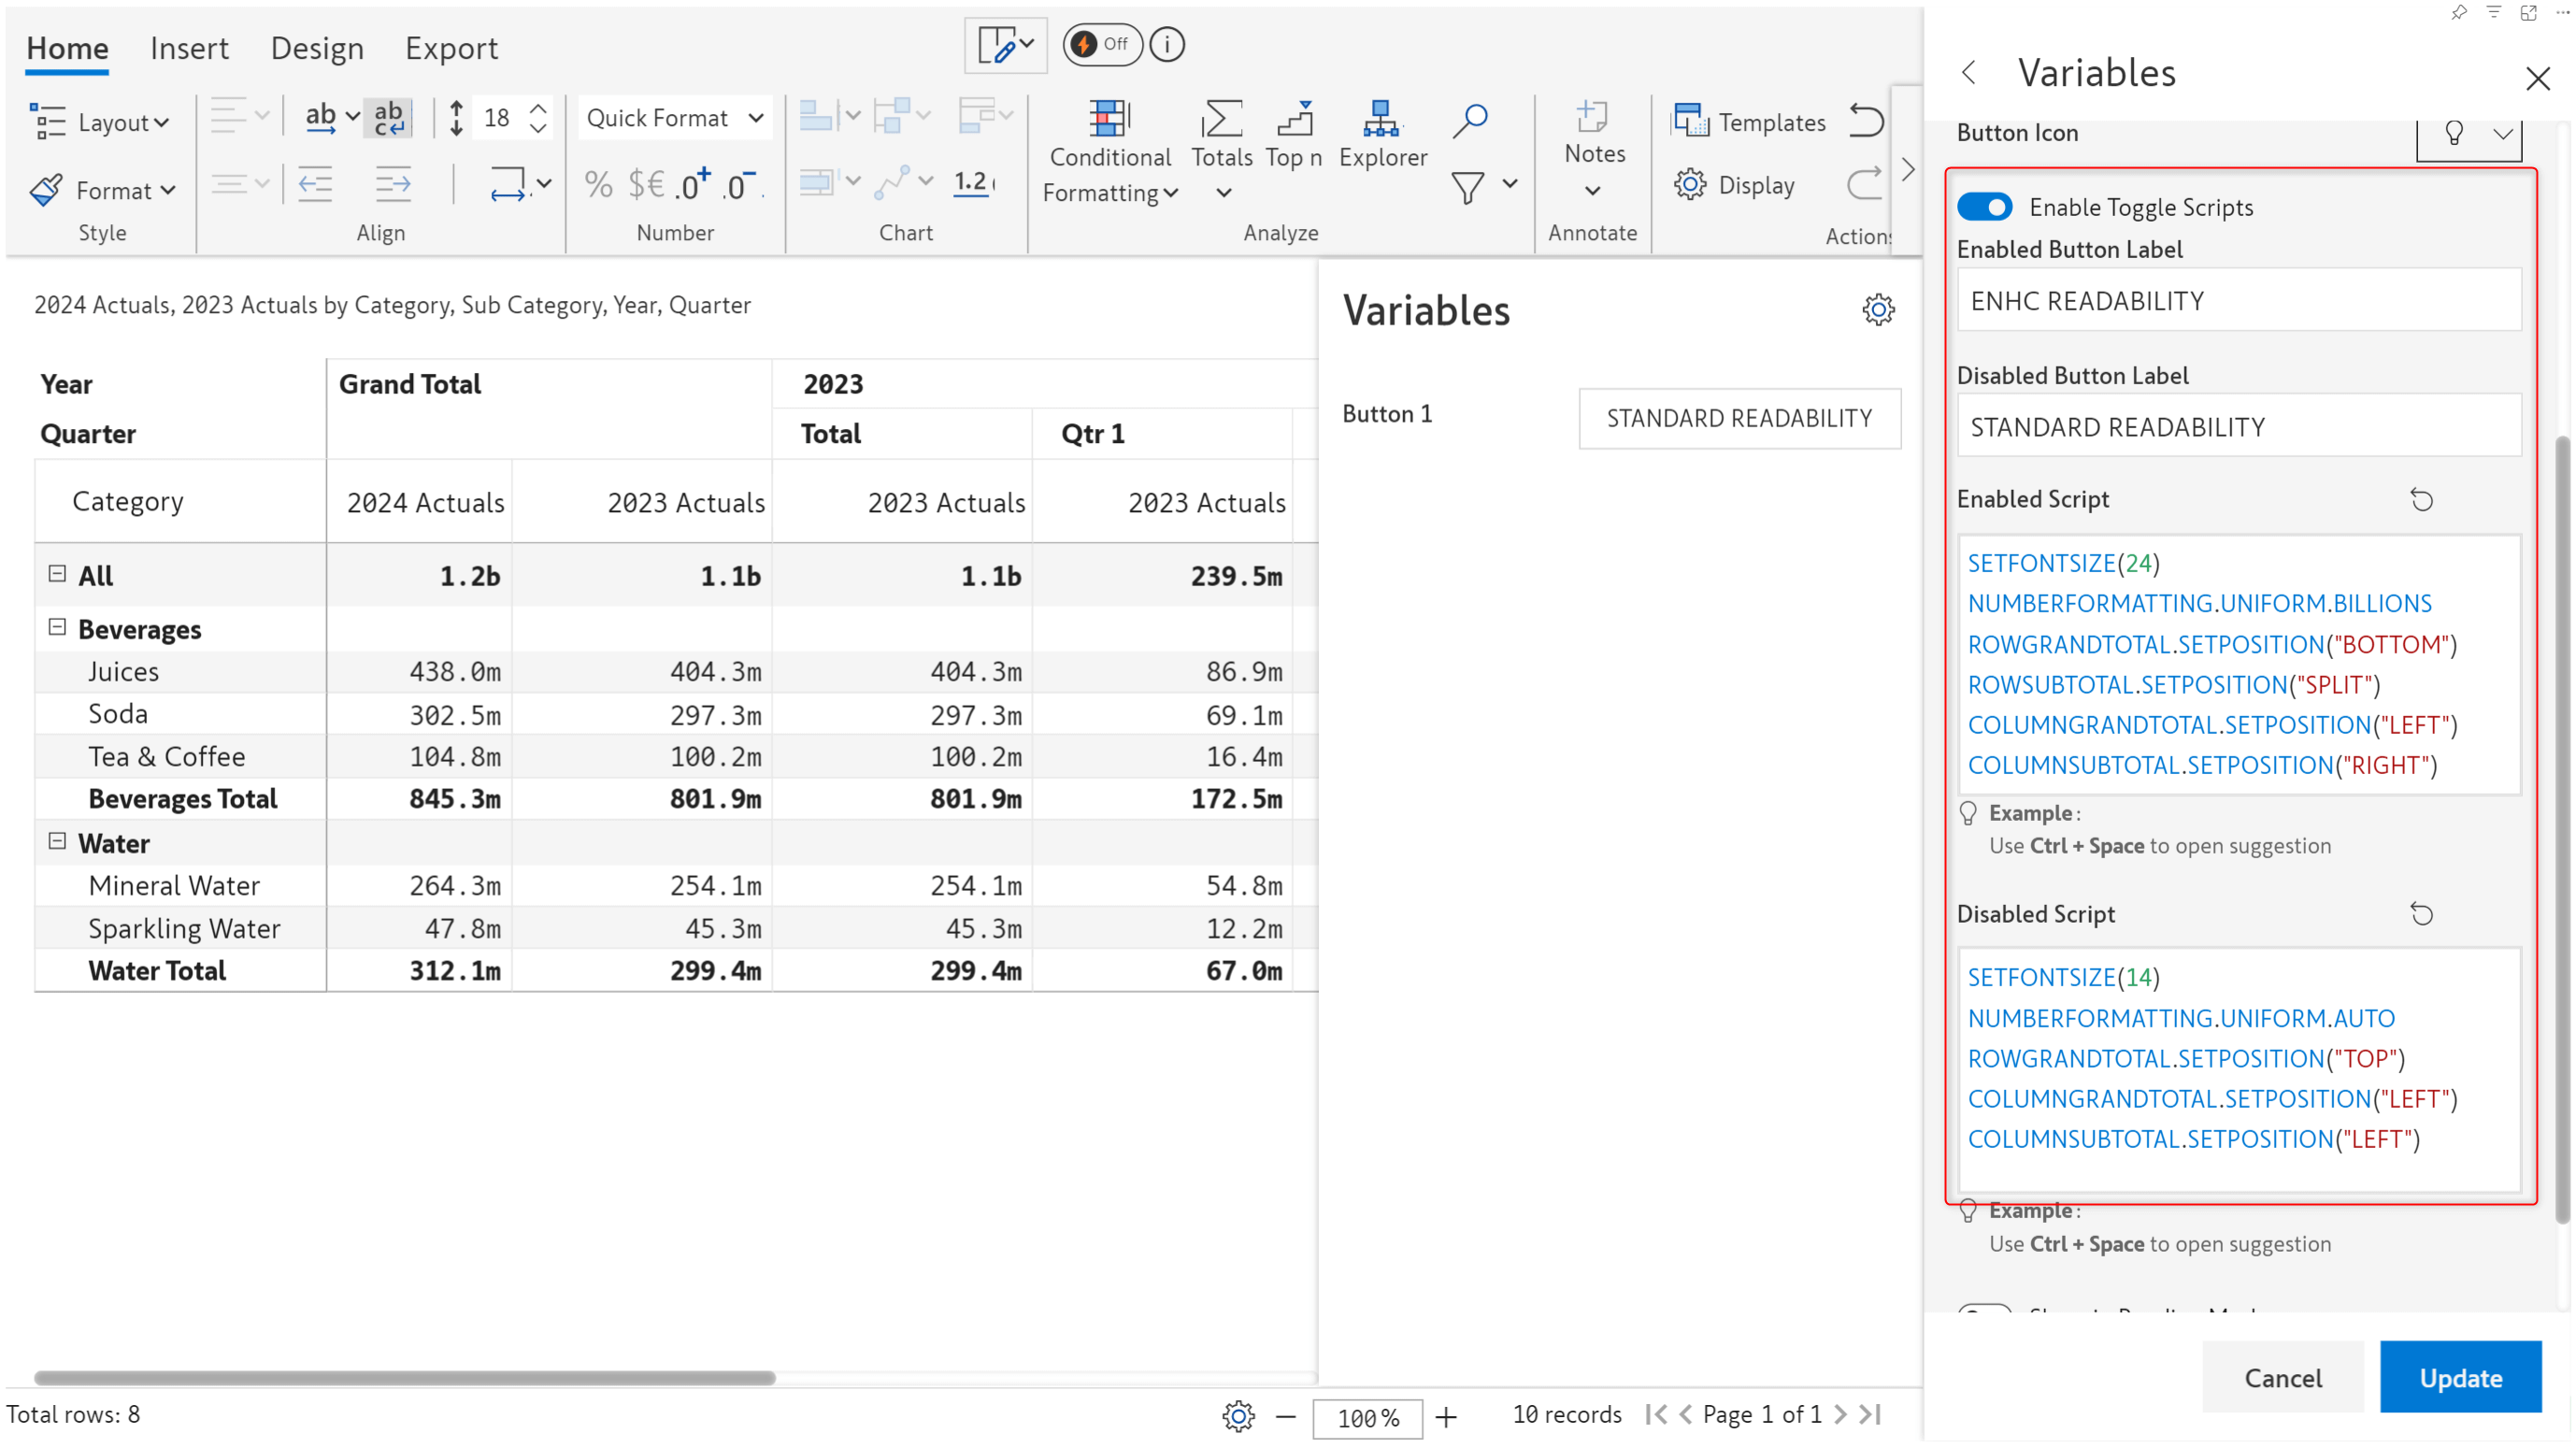 Home Insert Design Export
Off
Layout
ab
ab
c
18
Quick Format
Format
% $€ .0+ .0-
1.2
Conditional
Formatting
Totals
Top n
Explorer
Notes
Templates
Display
Style
Align
Number
Chart
Analyze
Annotate
Action
2024 Actuals, 2023 Actuals by Category, Sub Category, Year, Quarter
Year Grand Total 2023
Quarter Total Qtr 1
Category 2024 Actuals 2023 Actuals 2023 Actuals 2023 Actuals
All 1.2b 1.1b 1.1b 239.5m
Beverages
Juices 438.0m 404.3m 404.3m 86.9m
Soda 302.5m 297.3m 297.3m 69.1m
Tea & Coffee 104.8m 100.2m 100.2m 16.4m
Beverages Total 845.3m 801.9m 801.9m 172.5m
Water
Mineral Water 264.3m 254.1m 254.1m 54.8m
Sparkling Water 47.8m 45.3m 45.3m 12.2m
Water Total 312.1m 299.4m 299.4m 67.0m
Variables
Button 1 STANDARD READABILITY
Total rows: 8
100%
10 records
Page 1 of 1
Variables
Button Icon
Enable Toggle Scripts
Enabled Button Label
ENHC READABILITY
Disabled Button Label
STANDARD READABILITY
Enabled Script
SETFONTSIZE(24)
NUMBERFORMATTING.UNIFORM.BILLIONS
ROWGRANDTOTAL.SETPOSITION("BOTTOM")
ROWSUBTOTAL.SETPOSITION("SPLIT")
COLUMNGRANDTOTAL.SETPOSITION("LEFT")
COLUMNSUBTOTAL.SETPOSITION("RIGHT")
Example :
Use Ctrl + Space to open suggestion
Disabled Script
SETFONTSIZE(14)
NUMBERFORMATTING.UNIFORM.AUTO
ROWGRANDTOTAL.SETPOSITION("TOP")
COLUMNGRANDTOTAL.SETPOSITION("LEFT")
COLUMNSUBTOTAL.SETPOSITION("LEFT")
Example :
Use Ctrl + Space to open suggestion
Cancel
Update